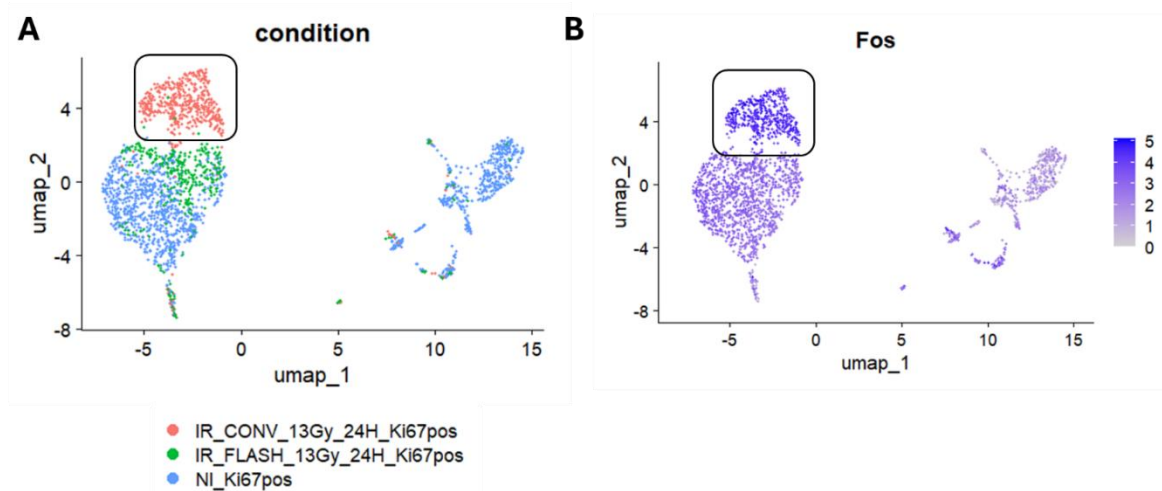 A
condition
umap_2
4
0
-4
-8
-5
0
5
10
15
umap_1
IR_CONV_13Gy_24H_Ki67pos
IR_FLASH_13Gy_24H_Ki67pos
NI_Ki67pos
B
Fos
umap_2
4
0
-4
-8
-5
0
5
10
15
umap_1
5
4
3
2
1
0